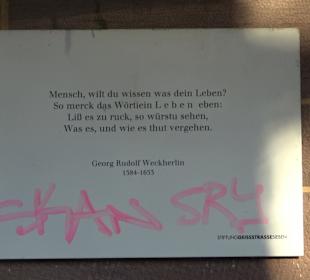 Mensch, wilt du wissen was dein Leben?
So merck das Wörtlein L e b e n eben:
Liß es zu ruck, so würstu sehen,
Was es, und wie es thut vergehen.
Georg Rudolf Weckherlin
1584-1653
SRY
STIFTUNGGEISSSTRASSESIEBEN